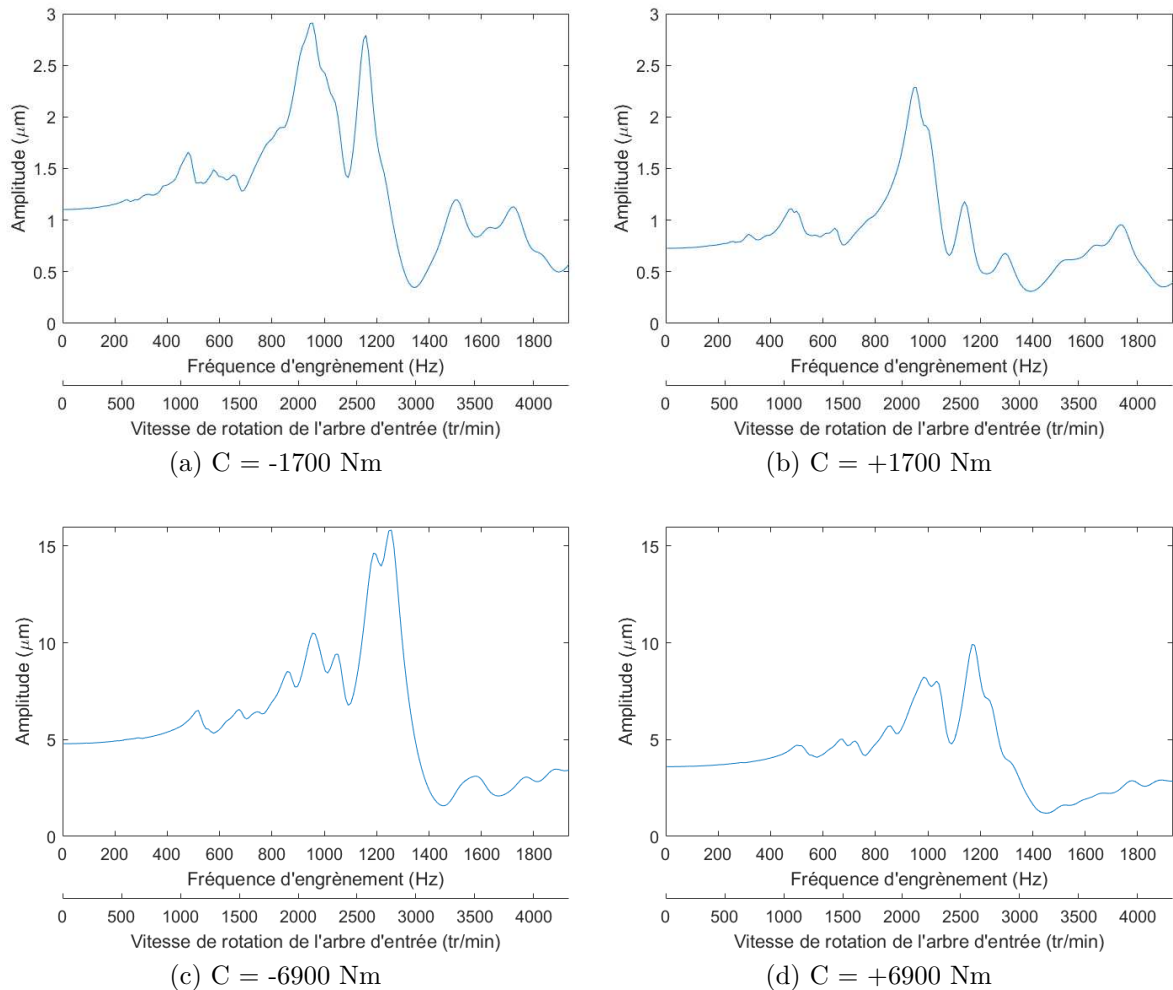 3
2.5
2
1.5
1
0.5
0
Amplitude (μm)
0 200 400 600 800 1000 1200 1400 1600 1800
Fréquence d'engrènement (Hz)
0 500 1000 1500 2000 2500 3000 3500 4000
Vitesse de rotation de l'arbre d'entrée (tr/min)
(a) C = -1700 Nm
3
2.5
2
1.5
1
0.5
0
Amplitude (μm)
0 200 400 600 800 1000 1200 1400 1600 1800
Fréquence d'engrènement (Hz)
0 500 1000 1500 2000 2500 3000 3500 4000
Vitesse de rotation de l'arbre d'entrée (tr/min)
(b) C = +1700 Nm
15
10
5
0
Amplitude (μm)
0 200 400 600 800 1000 1200 1400 1600 1800
Fréquence d'engrènement (Hz)
0 500 1000 1500 2000 2500 3000 3500 4000
Vitesse de rotation de l'arbre d'entrée (tr/min)
(c) C = -6900 Nm
15
10
5
0
Amplitude (μm)
0 200 400 600 800 1000 1200 1400 1600 1800
Fréquence d'engrènement (Hz)
0 500 1000 1500 2000 2500 3000 3500 4000
Vitesse de rotation de l'arbre d'entrée (tr/min)
(d) C = +6900 Nm